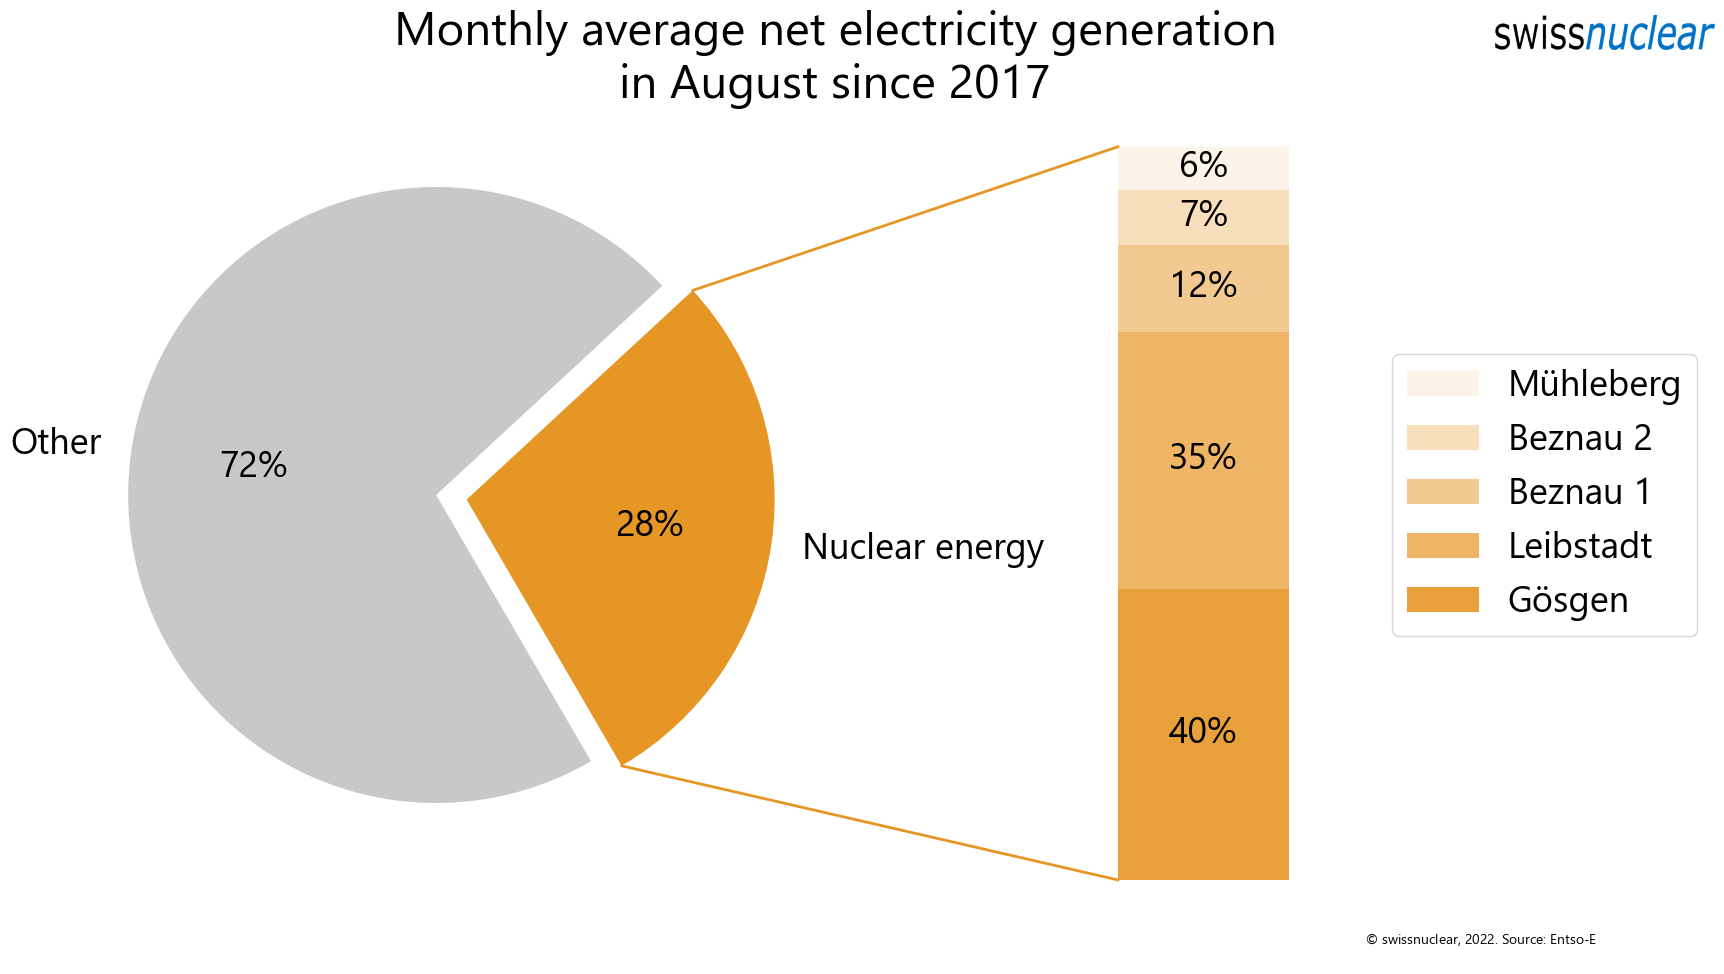 Monthly average net electricity generation
in August since 2017
swissnuclear
Other
72%
28%
Nuclear energy
6%
7%
12%
35%
40%
Mühleberg
Beznau 2
Beznau 1
Leibstadt
Gösgen
© swissnuclear, 2022. Source: Entso-E